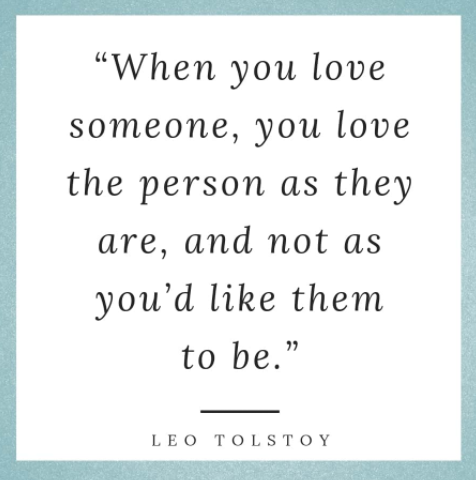 “When you love
someone, you love
the person as they
are, and not as
you’d like them
to be.”
LEO TOLSTOY